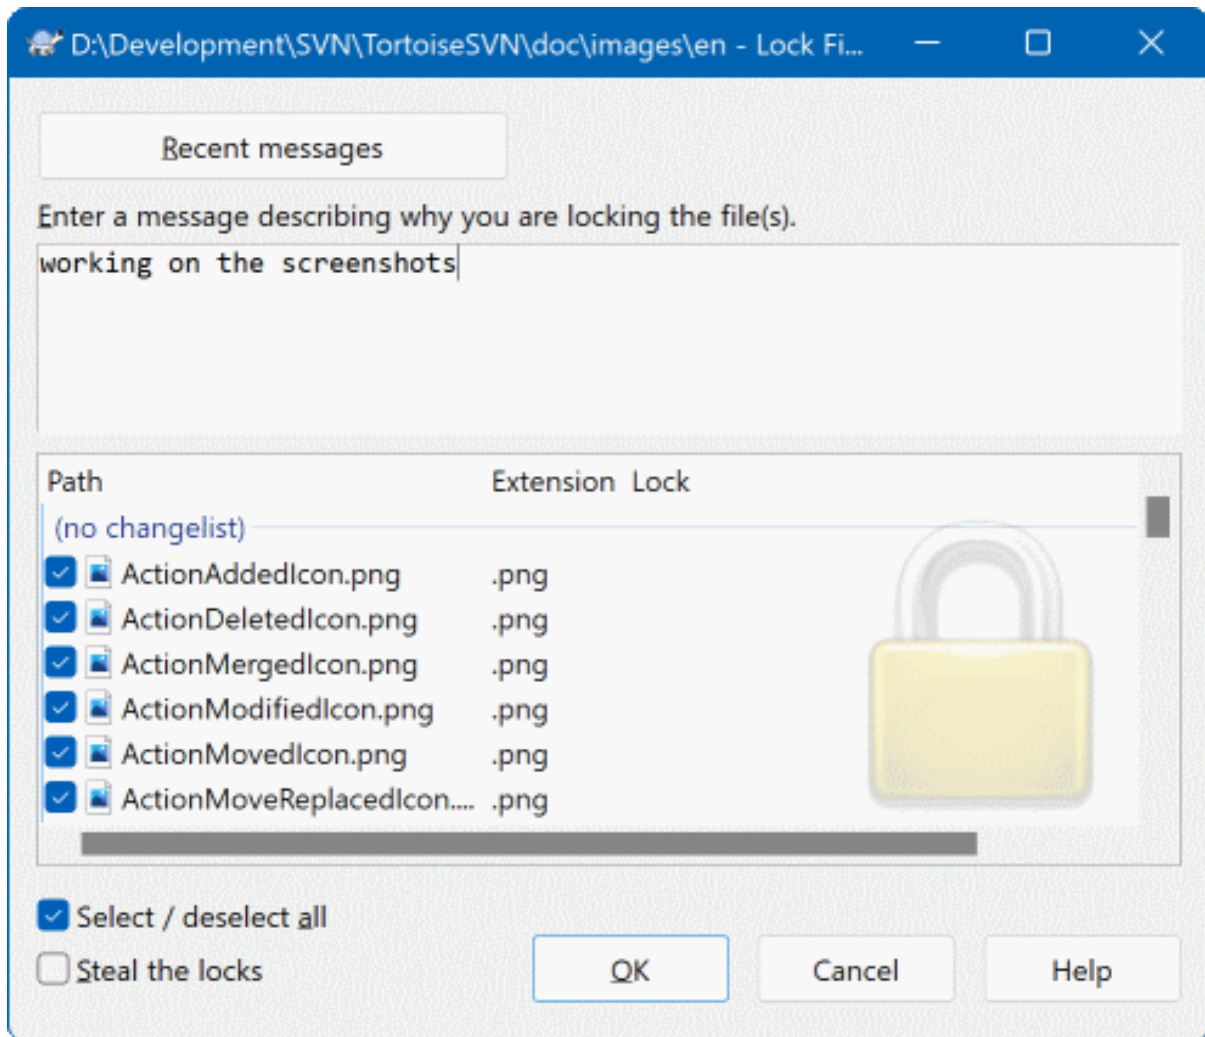 D:\Development\SVN\TortoiseSVN\doc\images\en - Lock Fi...
Recent messages
Enter a message describing why you are locking the file(s).
working on the screenshots
Path Extension Lock
(no changelist)
ActionAddedIcon.png .png
ActionDeletedIcon.png .png
ActionMergedIcon.png .png
ActionModifiedIcon.png .png
ActionMovedIcon.png .png
ActionMoveReplacedIcon.... .png
Select / deselect all
Steal the locks
OK Cancel Help